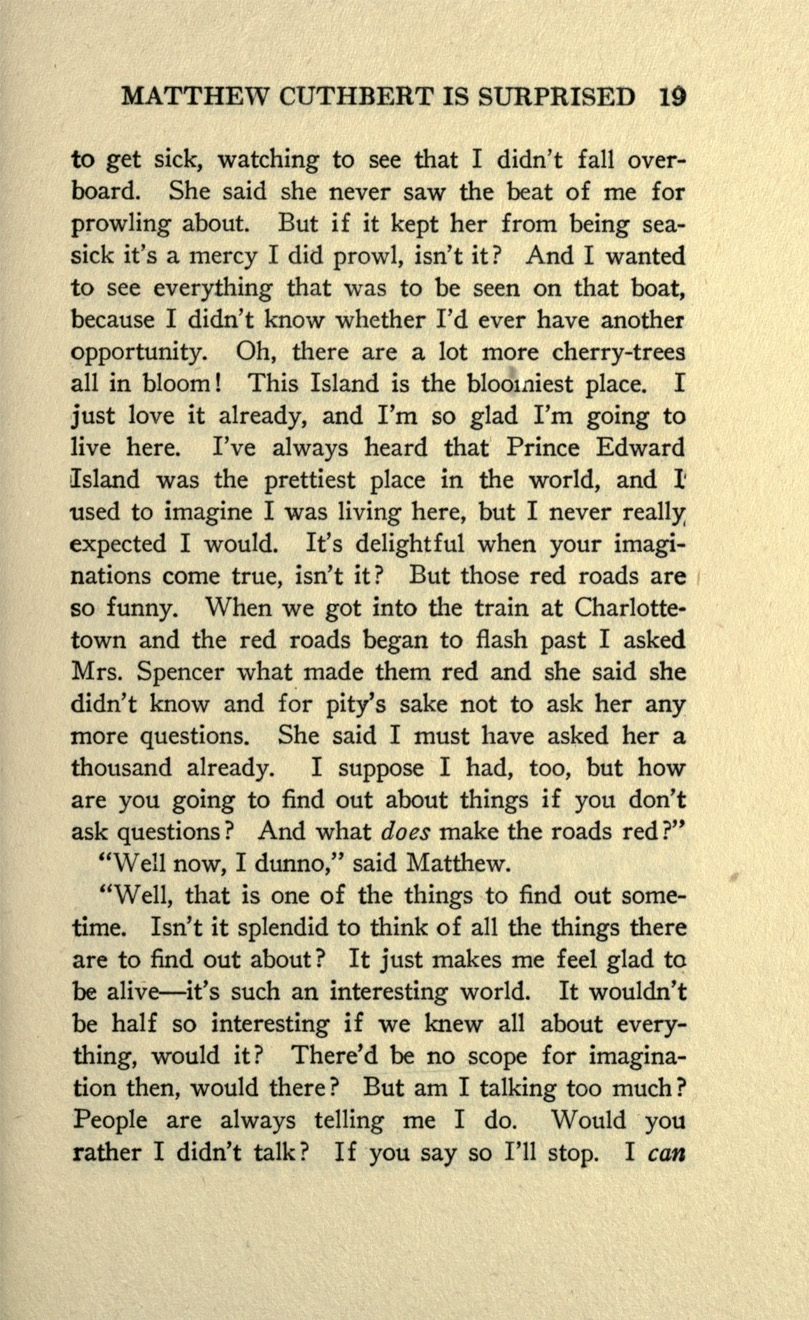 MATTHEW CUTHBERT IS SURPRISED 19
to get sick, watching to see that I didn't fall over-
board. She said she never saw the beat of me for
prowling about. But if it kept her from being sea-
sick it's a mercy I did prowl, isn't it? And I wanted
to see everything that was to be seen on that boat,
because I didn't know whether I'd ever have another
opportunity. Oh, there are a lot more cherry-trees
all in bloom! This Island is the bloomiest place. I
just love it already, and I'm so glad I'm going to
live here. I've always heard that Prince Edward
Island was the prettiest place in the world, and I
used to imagine I was living here, but I never really
expected I would. It's delightful when your imagi-
nations come true, isn't it? But those red roads are
so funny. When we got into the train at Charlotte-
town and the red roads began to flash past I asked
Mrs. Spencer what made them red and she said she
didn't know and for pity's sake not to ask her any
more questions. She said I must have asked her a
thousand already. I suppose I had, too, but how
are you going to find out about things if you don't
ask questions? And what does make the roads red?"
"Well now, I dunno," said Matthew.
"Well, that is one of the things to find out some-
time. Isn't it splendid to think of all the things there
are to find out about? It just makes me feel glad to
be alive—it's such an interesting world. It wouldn't
be half so interesting if we knew all about every-
thing, would it? There'd be no scope for imagina-
tion then, would there? But am I talking too much?
People are always telling me I do. Would you
rather I didn't talk? If you say so I'll stop. I can